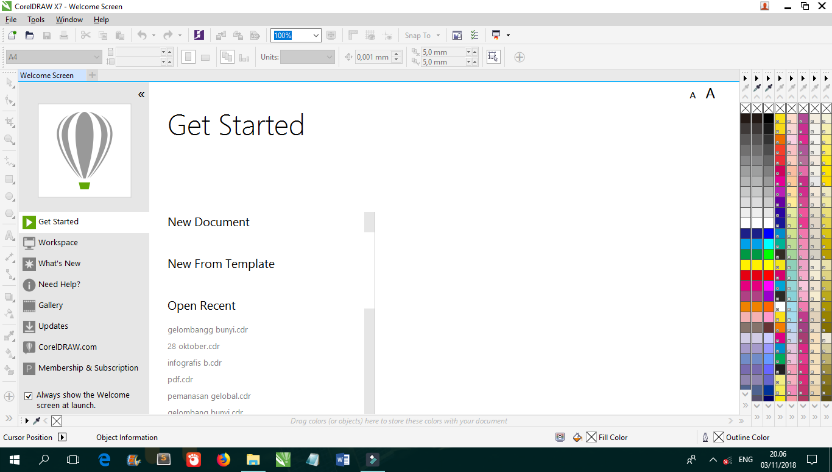 CorelDRAW X7 - Welcome Screen
File Tools Window Help
100% Snap To
A4 Units: 0,001 mm 5,0 mm
5,0 mm
Welcome Screen
A A
Get Started
Get Started
Workspace
What's New
Need Help?
Gallery
Updates
CorelDRAW.com
Membership & Subscription
Always show the Welcome
screen at launch.
New Document
New From Template
Open Recent
gelombangg bunyi.cdr
28 oktober.cdr
infografis b.cdr
pdf.cdr
pemanasan gelobal.cdr
gelombang bunyi.cdr
Drag colors (or objects) here to store these colors with your document
Cursor Position Object Information Fill Color Outline Color
ENG 20.06
03/11/2018